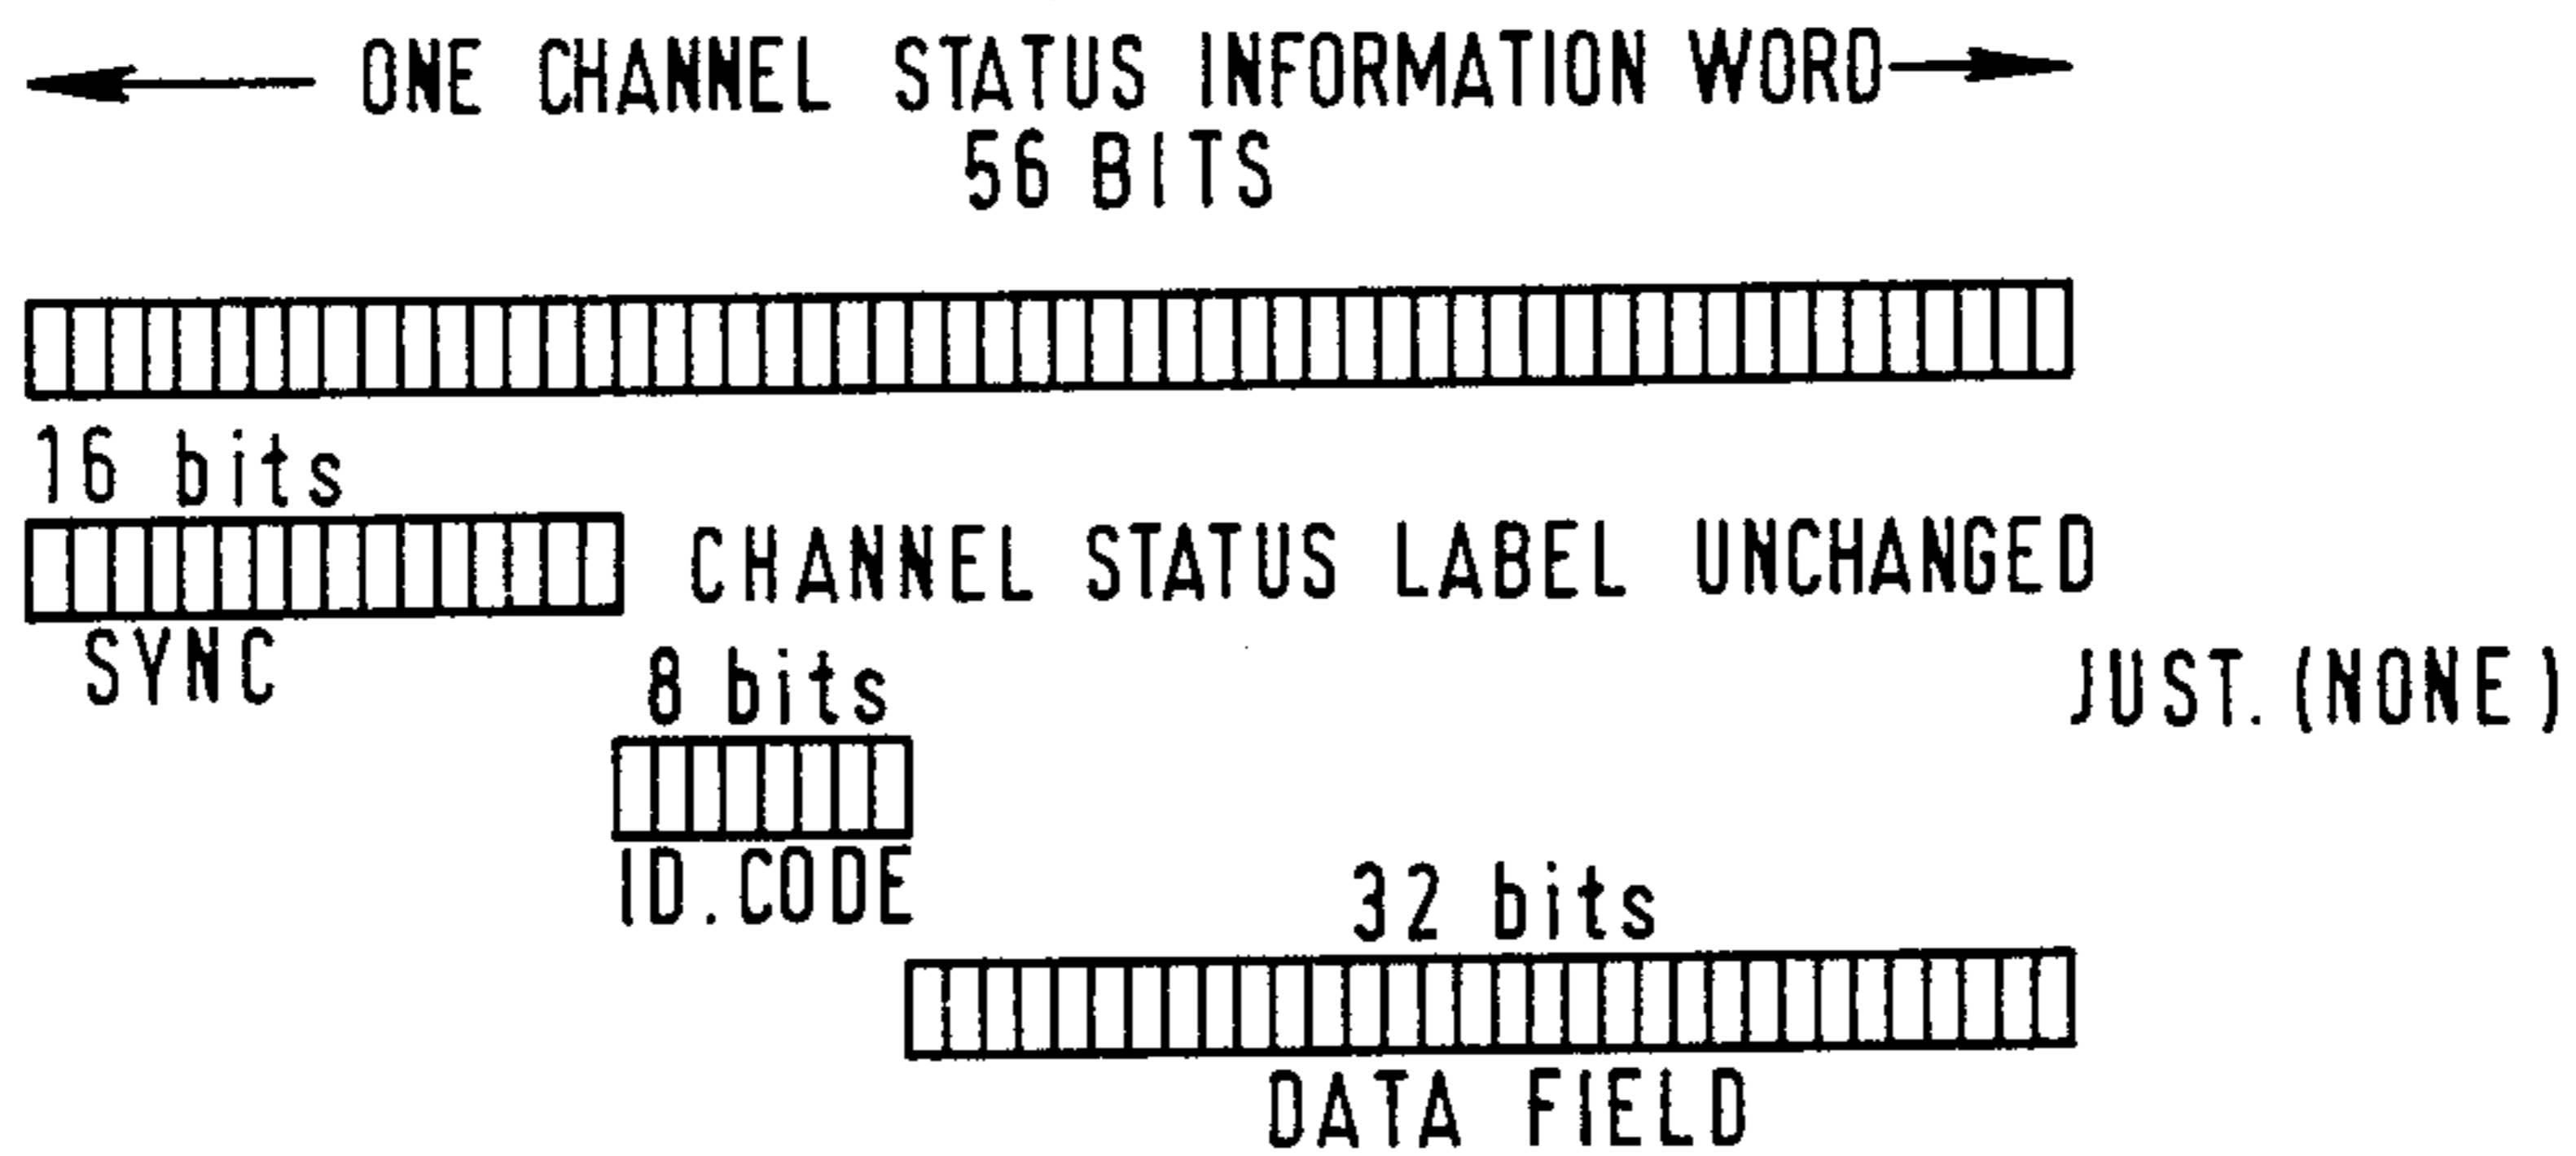 ONE CHANNEL STATUS INFORMATION WORD
56 BITS
16 bits
CHANNEL STATUS LABEL UNCHANGED
SYNC
8 bits
JUST. (NONE)
ID. CODE
32 bits
DATA FIELD